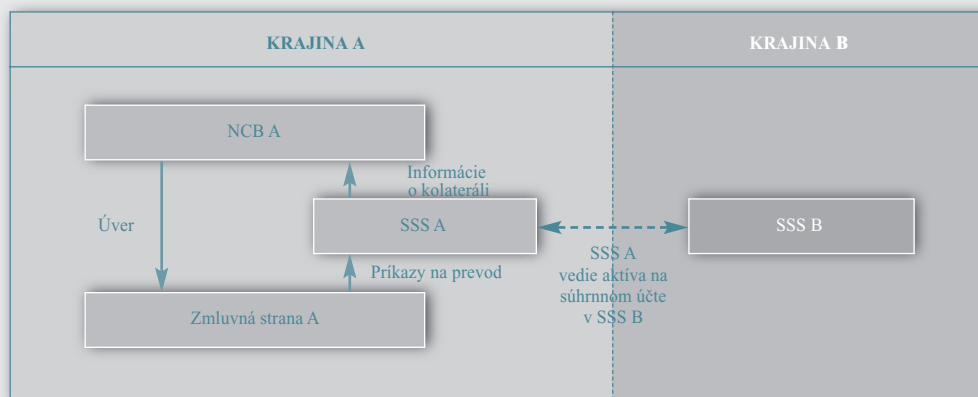 KRAJINA A
KRAJINA B
NCB A
Informácie
o kolateráli
Úver
SSS A
SSS B
Príkazy na prevod
SSS A
vedie aktíva na
súhrnnom účte
v SSS B
Zmluvná strana A